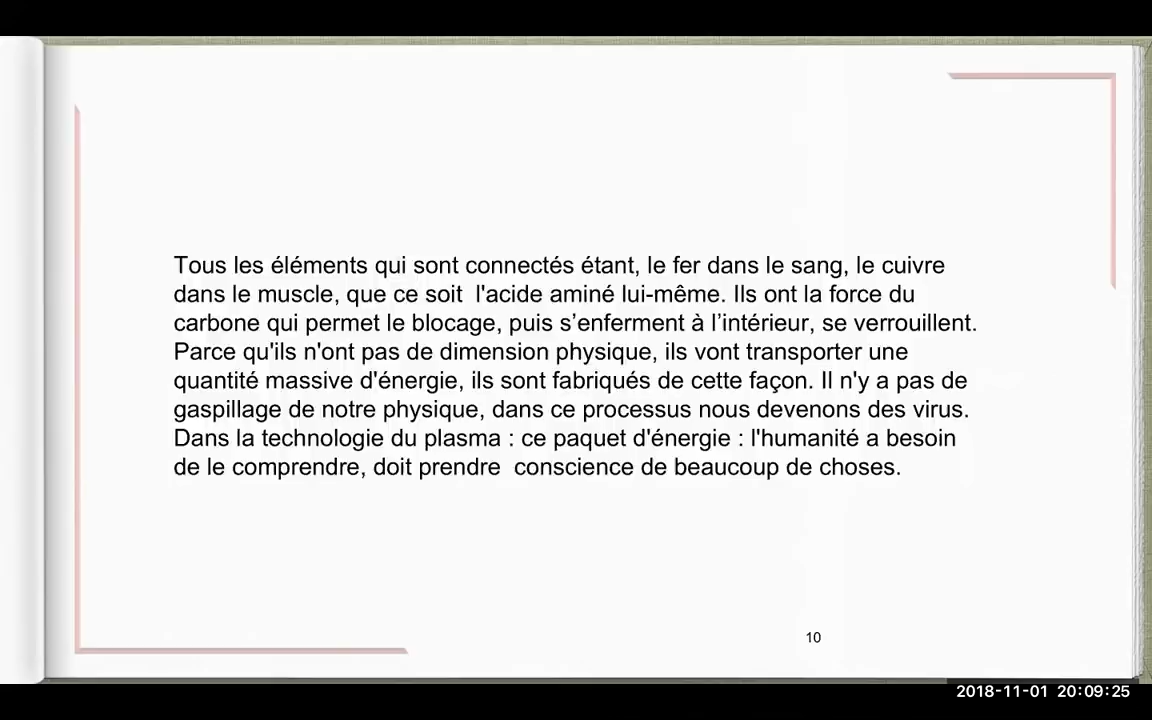 Tous les éléments qui sont connectés étant, le fer dans le sang, le cuivre
dans le muscle, que ce soit  l'acide aminé lui-même. Ils ont la force du
carbone qui permet le blocage, puis s’enferment à l’intérieur, se verrouillent.
Parce qu'ils n'ont pas de dimension physique, ils vont transporter une
quantité massive d'énergie, ils sont fabriqués de cette façon. Il n'y a pas de
gaspillage de notre physique, dans ce processus nous devenons des virus.
Dans la technologie du plasma : ce paquet d'énergie : l'humanité a besoin
de le comprendre, doit prendre  conscience de beaucoup de choses.
10
2018-11-01 20:09:25